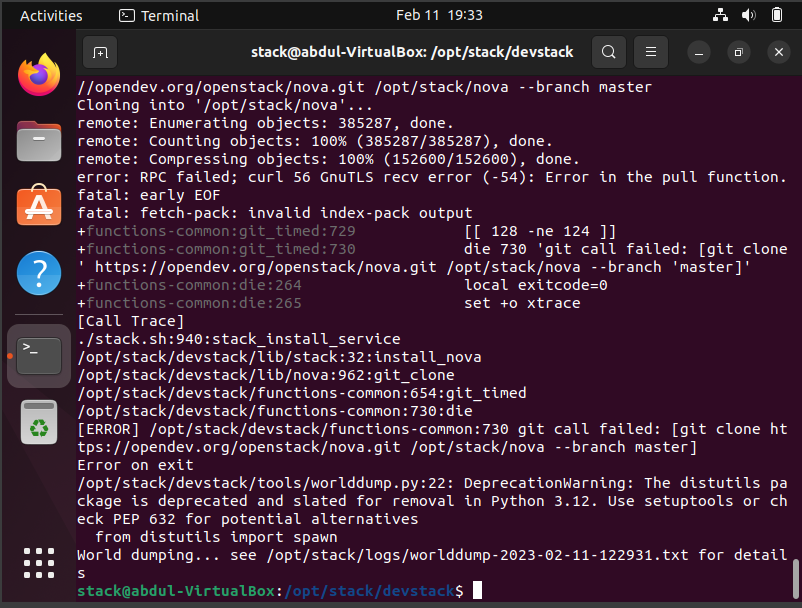 Activities
Terminal
Feb 11 19:33
stack@abdul-VirtualBox: /opt/stack/devstack
//opendev.org/openstack/nova.git /opt/stack/nova --branch master
Cloning into '/opt/stack/nova'...
remote: Enumerating objects: 385287, done.
remote: Counting objects: 100% (385287/385287), done.
remote: Compressing objects: 100% (152600/152600), done.
error: RPC failed; curl 56 GnuTLS recv error (-54): Error in the pull function.
fatal: early EOF
fatal: fetch-pack: invalid index-pack output
+functions-common:git_timed:729            [[ 128 -ne 124 ]]
+functions-common:git_timed:730            die 730 'git call failed: [git clone
' https://opendev.org/openstack/nova.git /opt/stack/nova --branch 'master]'
+functions-common:die:264                  local exitcode=0
+functions-common:die:265                  set +o xtrace
[Call Trace]
./stack.sh:940:stack_install_service
/opt/stack/devstack/lib/stack:32:install_nova
/opt/stack/devstack/lib/nova:962:git_clone
/opt/stack/devstack/functions-common:654:git_timed
/opt/stack/devstack/functions-common:730:die
[ERROR] /opt/stack/devstack/functions-common:730 git call failed: [git clone ht
tps://opendev.org/openstack/nova.git /opt/stack/nova --branch master]
Error on exit
/opt/stack/devstack/tools/worlddump.py:22: DeprecationWarning: The distutils pa
ckage is deprecated and slated for removal in Python 3.12. Use setuptools or ch
eck PEP 632 for potential alternatives
  from distutils import spawn
World dumping... see /opt/stack/logs/worlddump-2023-02-11-122931.txt for detail
s
stack@abdul-VirtualBox:/opt/stack/devstack$